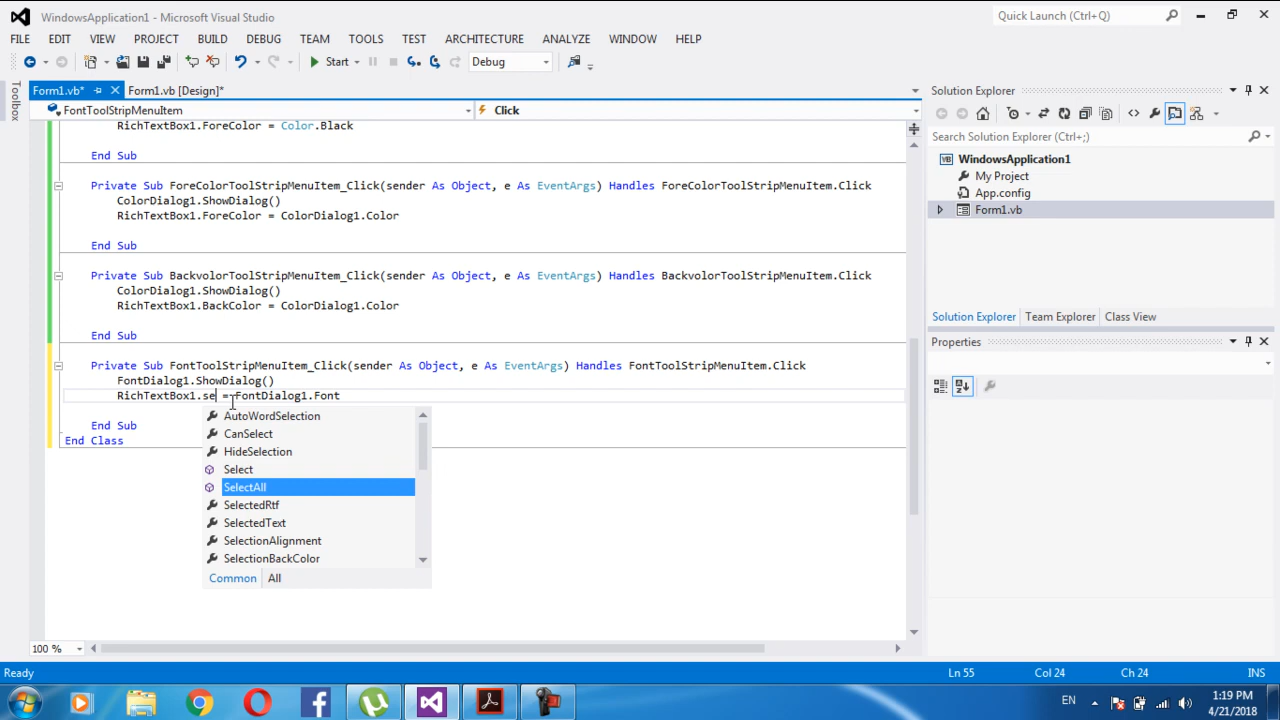 WindowsApplication1 - Microsoft Visual Studio
Quick Launch (Ctrl+Q)
FILE EDIT VIEW PROJECT BUILD DEBUG TEAM TOOLS TEST ARCHITECTURE ANALYZE WINDOW HELP
Start Debug
Toolbox
Form1.vb* Form1.vb [Design]*
FontToolStripMenuItem Click
RichTextBox1.ForeColor = Color.Black
End Sub
Private Sub ForeColorToolStripMenuItem_Click(sender As Object, e As EventArgs) Handles ForeColorToolStripMenuItem.Click
ColorDialog1.ShowDialog()
RichTextBox1.ForeColor = ColorDialog1.Color
End Sub
Private Sub BackvolorToolStripMenuItem_Click(sender As Object, e As EventArgs) Handles BackvolorToolStripMenuItem.Click
ColorDialog1.ShowDialog()
RichTextBox1.BackColor = ColorDialog1.Color
End Sub
Private Sub FontToolStripMenuItem_Click(sender As Object, e As EventArgs) Handles FontToolStripMenuItem.Click
FontDialog1.ShowDialog()
RichTextBox1.se = FontDialog1.Font
End Sub
End Class
AutoWordSelection
CanSelect
HideSelection
Select
SelectAll
SelectedRtf
SelectedText
SelectionAlignment
SelectionBackColor
Common All
100 %
Solution Explorer
Search Solution Explorer (Ctrl+;)
VB WindowsApplication1
My Project
App.config
Form1.vb
Solution Explorer Team Explorer Class View
Properties
Ready Ln 55 Col 24 Ch 24 INS
EN 1:19 PM
4/21/2018